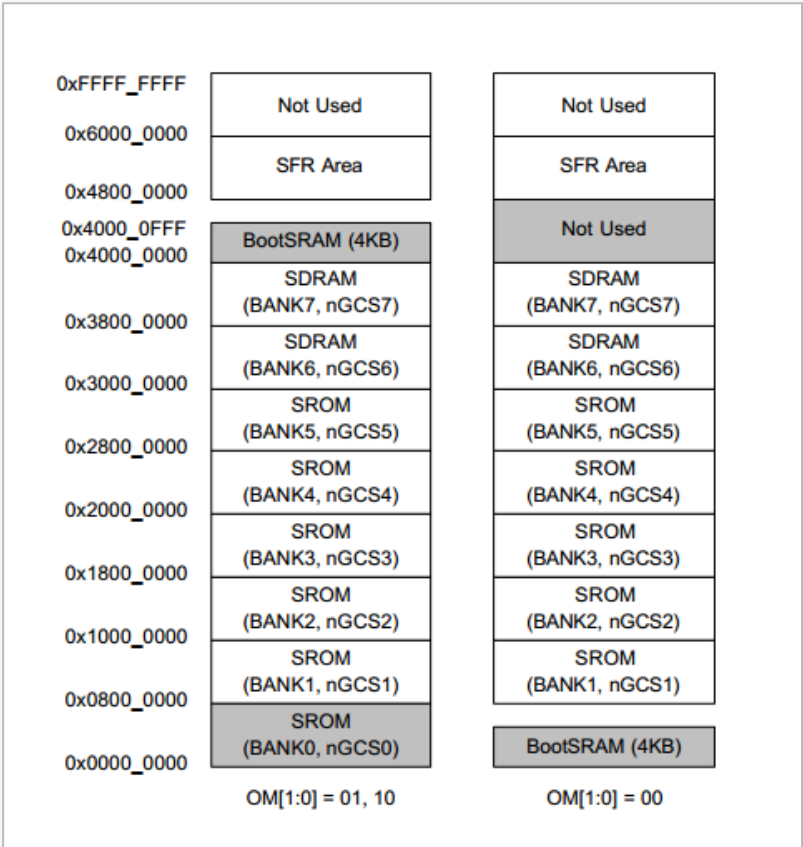 0xFFFF_FFFF
Not Used
Not Used
0x6000_0000
SFR Area
SFR Area
0x4800_0000
0x4000_0FFF
BootSRAM (4KB)
Not Used
0x4000_0000
SDRAM
(BANK7, nGCS7)
SDRAM
(BANK7, nGCS7)
0x3800_0000
SDRAM
(BANK6, nGCS6)
SDRAM
(BANK6, nGCS6)
0x3000_0000
SROM
(BANK5, nGCS5)
SROM
(BANK5, nGCS5)
0x2800_0000
SROM
(BANK4, nGCS4)
SROM
(BANK4, nGCS4)
0x2000_0000
SROM
(BANK3, nGCS3)
SROM
(BANK3, nGCS3)
0x1800_0000
SROM
(BANK2, nGCS2)
SROM
(BANK2, nGCS2)
0x1000_0000
SROM
(BANK1, nGCS1)
SROM
(BANK1, nGCS1)
0x0800_0000
SROM
(BANK0, nGCS0)
BootSRAM (4KB)
0x0000_0000
OM[1:0] = 01, 10
OM[1:0] = 00